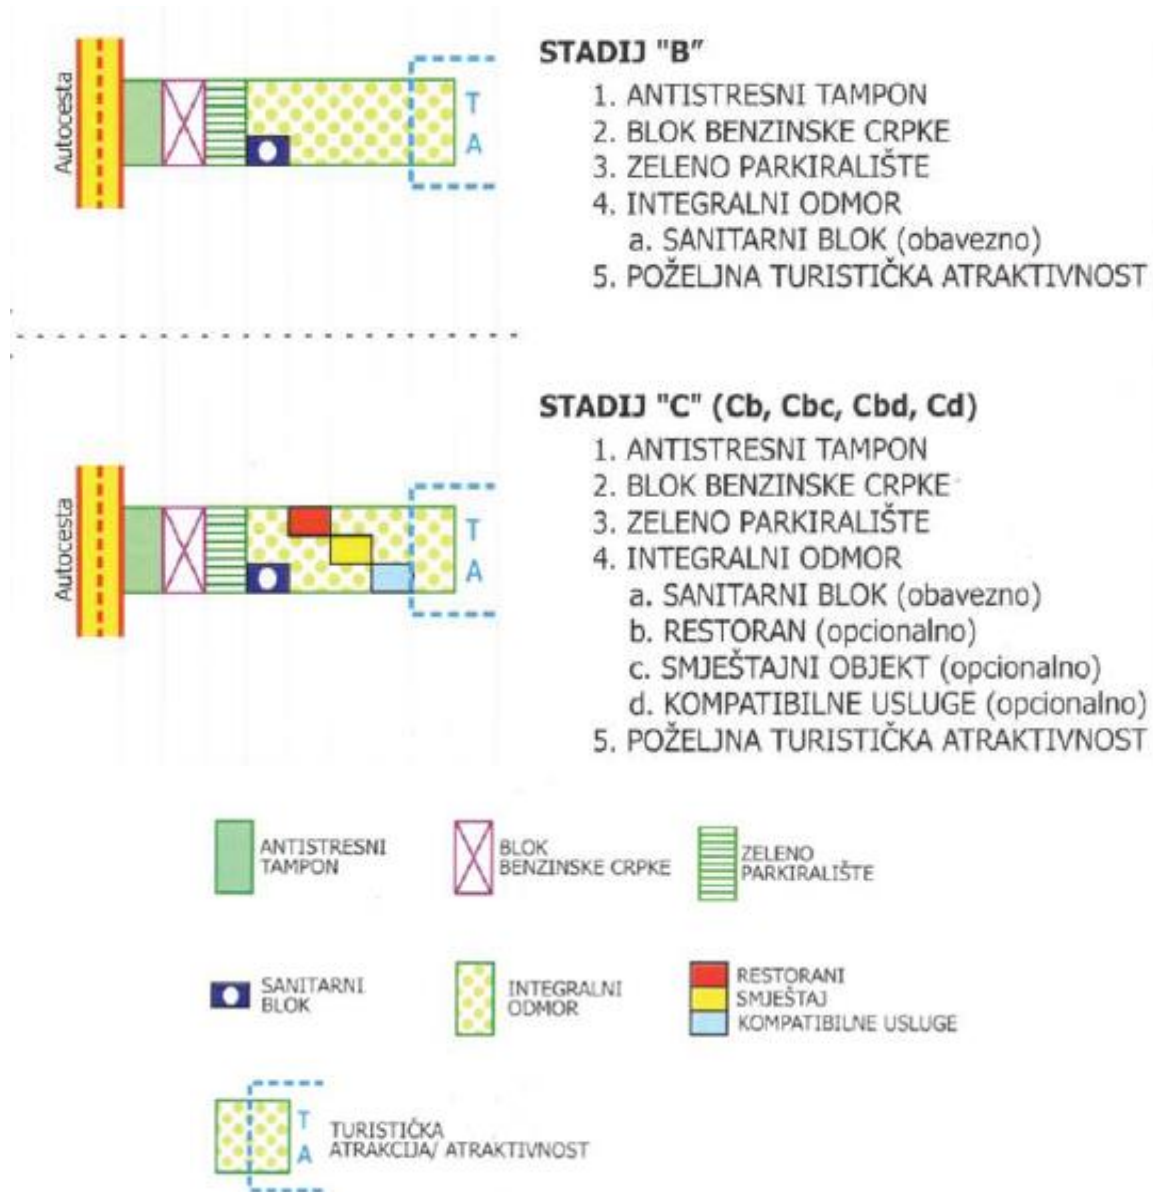 Autocesta
T
A
STADIJ "B"
1. ANTISTRESNI TAMPON
2. BLOK BENZINSKE CRPKE
3. ZELENO PARKIRALIŠTE
4. INTEGRALNI ODMOR
a. SANITARNI BLOK (obavezno)
5. POŽELJNA TURISTIČKA ATRAKTIVNOST
Autocesta
T
A
STADIJ "C" (Cb, Cbc, Cbd, Cd)
1. ANTISTRESNI TAMPON
2. BLOK BENZINSKE CRPKE
3. ZELENO PARKIRALIŠTE
4. INTEGRALNI ODMOR
a. SANITARNI BLOK (obavezno)
b. RESTORAN (opcionalno)
c. SMJEŠTAJNI OBJEKT (opcionalno)
d. KOMPATIBILNE USLUGE (opcionalno)
5. POŽELJNA TURISTIČKA ATRAKTIVNOST
ANTISTRESNI
TAMPON
BLOK
BENZINSKE CRPKE
ZELENO
PARKIRALIŠTE
SANITARNI
BLOK
INTEGRALNI
ODMOR
RESTORANI
SMJEŠTAJ
KOMPATIBILNE USLUGE
T
A
TURISTIČKA
ATRAKCIJA/ ATRAKTIVNOST